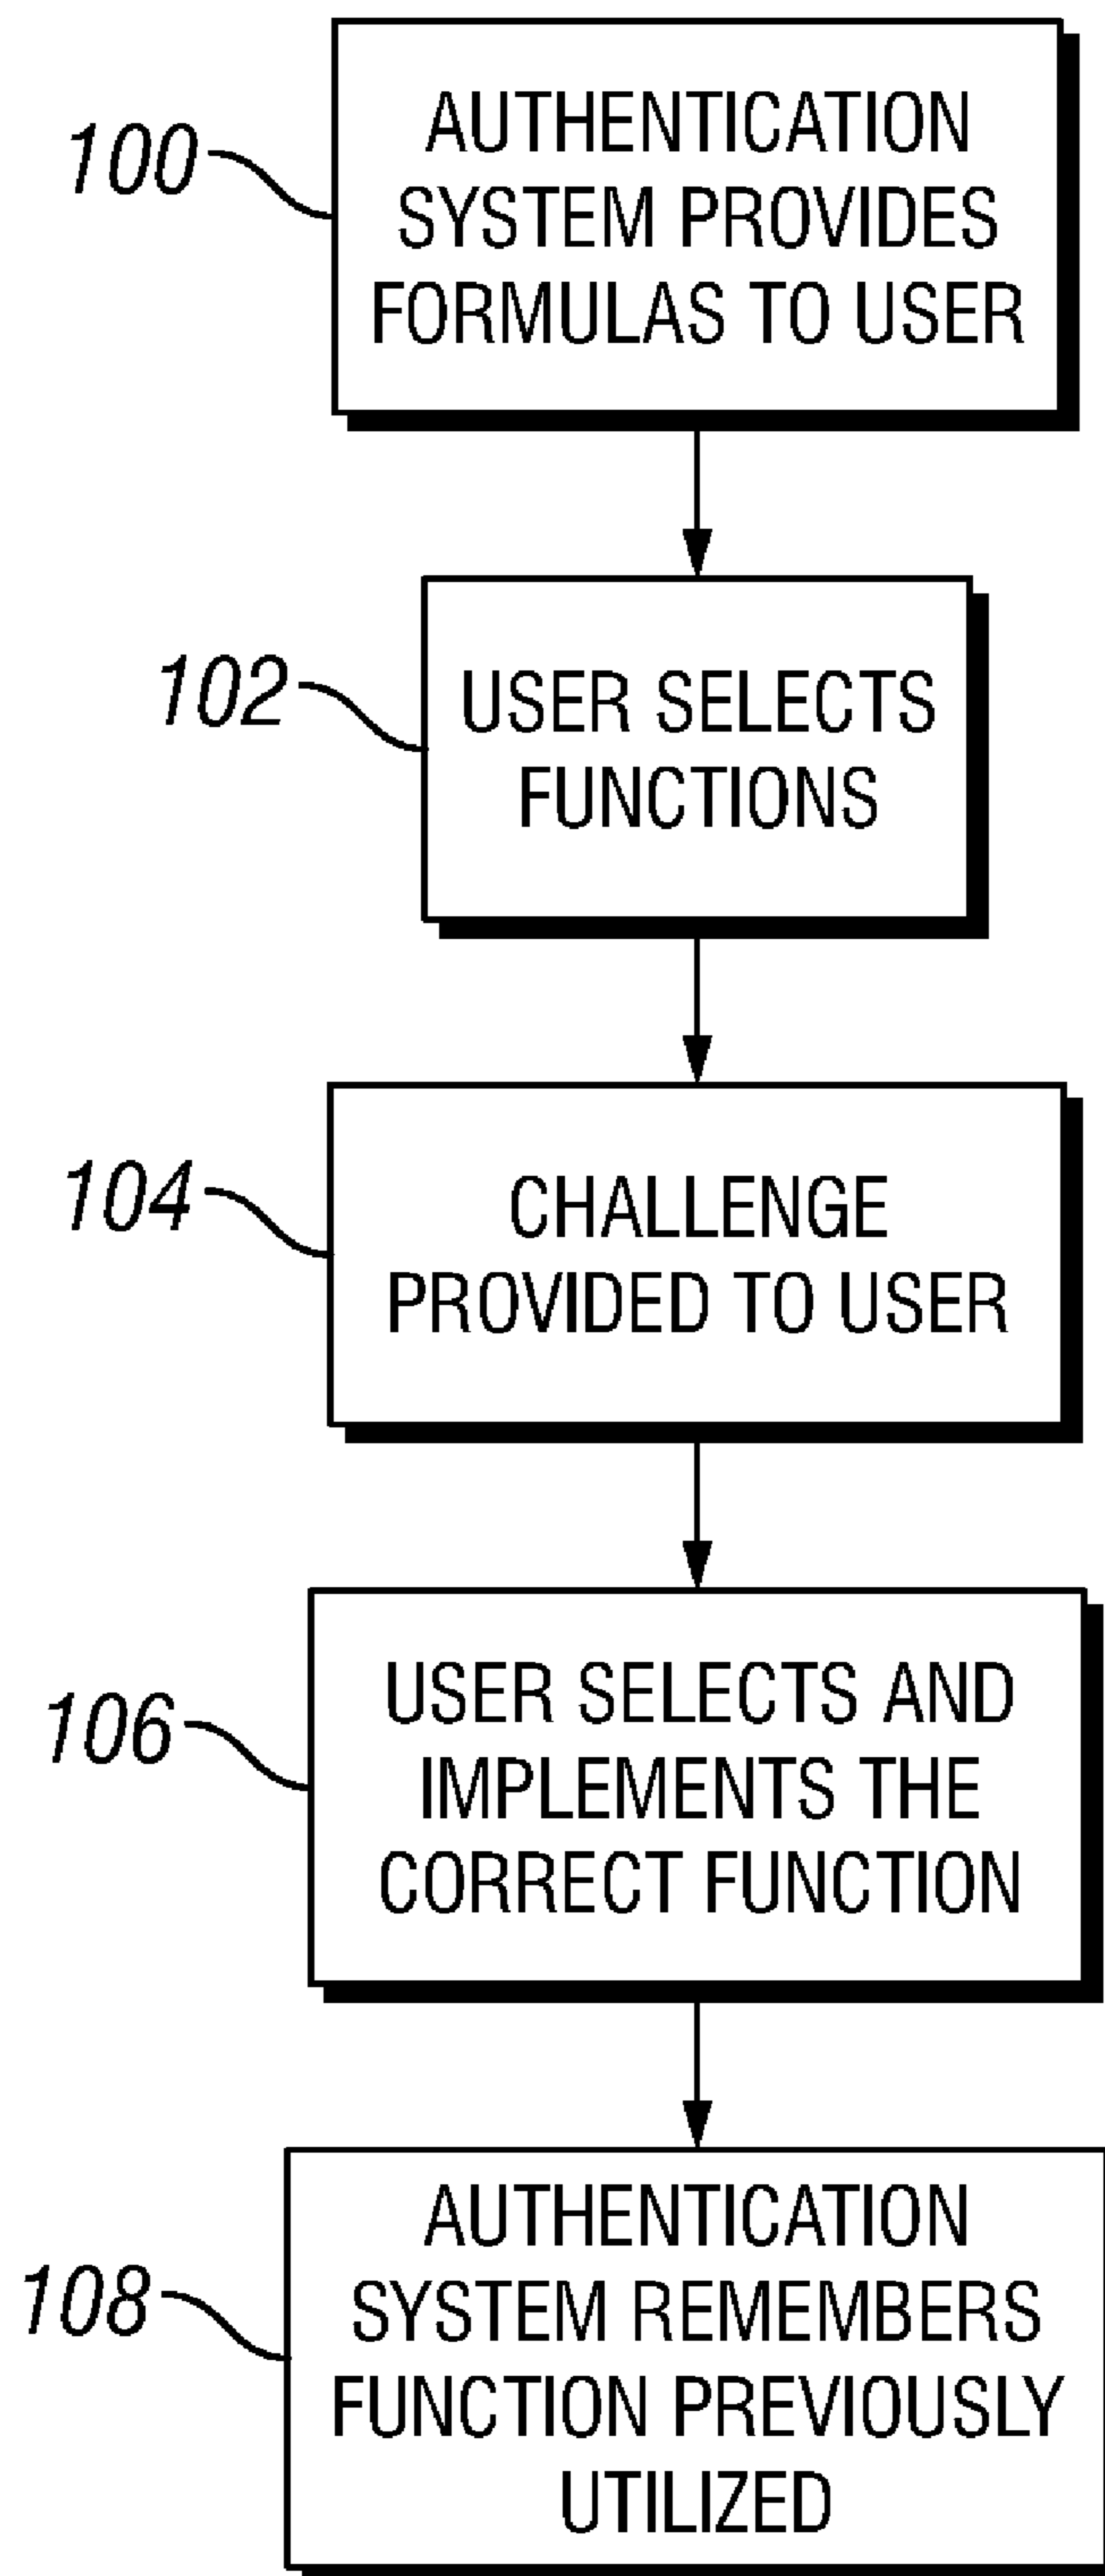 100
AUTHENTICATION
SYSTEM PROVIDES
FORMULAS TO USER
102
USER SELECTS
FUNCTIONS
104
CHALLENGE
PROVIDED TO USER
106
USER SELECTS AND
IMPLEMENTS THE
CORRECT FUNCTION
108
AUTHENTICATION
SYSTEM REMEMBERS
FUNCTION PREVIOUSLY
UTILIZED